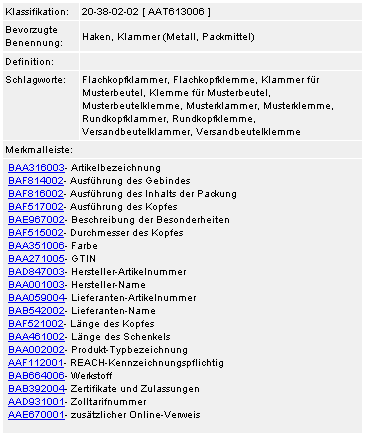 Klassifikation: 20-38-02-02 [ AAT613006 ]
Bevorzugte Benennung: Haken, Klammer (Metall, Packmittel)
Definition:
Schlagworte: Flachkopfklammer, Flachkopfklemme, Klammer für
Musterbeutel, Klemme für Musterbeutel,
Musterbeutelklemme, Musterklammer, Musterklemme,
Rundkopfklammer, Rundkopfklemme,
Versandbeutelklammer, Versandbeutelklemme
Merkmalleiste:
BAA316003- Artikelbezeichnung
BAF814002- Ausführung des Gebindes
BAF816002- Ausführung des Inhalts der Packung
BAF517002- Ausführung des Kopfes
BAE967002- Beschreibung der Besonderheiten
BAF515002- Durchmesser des Kopfes
BAA351006- Farbe
BAA271005- GTIN
BAD847003- Hersteller-Artikelnummer
BAA001003- Hersteller-Name
BAA059004- Lieferanten-Artikelnummer
BAB542002- Lieferanten-Name
BAF521002- Länge des Kopfes
BAA461002- Länge des Schenkels
BAA002002- Produkt-Typbezeichnung
AAF112001- REACH-Kennzeichnungspflichtig
BAB664006- Werkstoff
BAB392004- Zertifikate und Zulassungen
AAD931001- Zolltarifnummer
AAE670001- zusätzlicher Online-Verweis